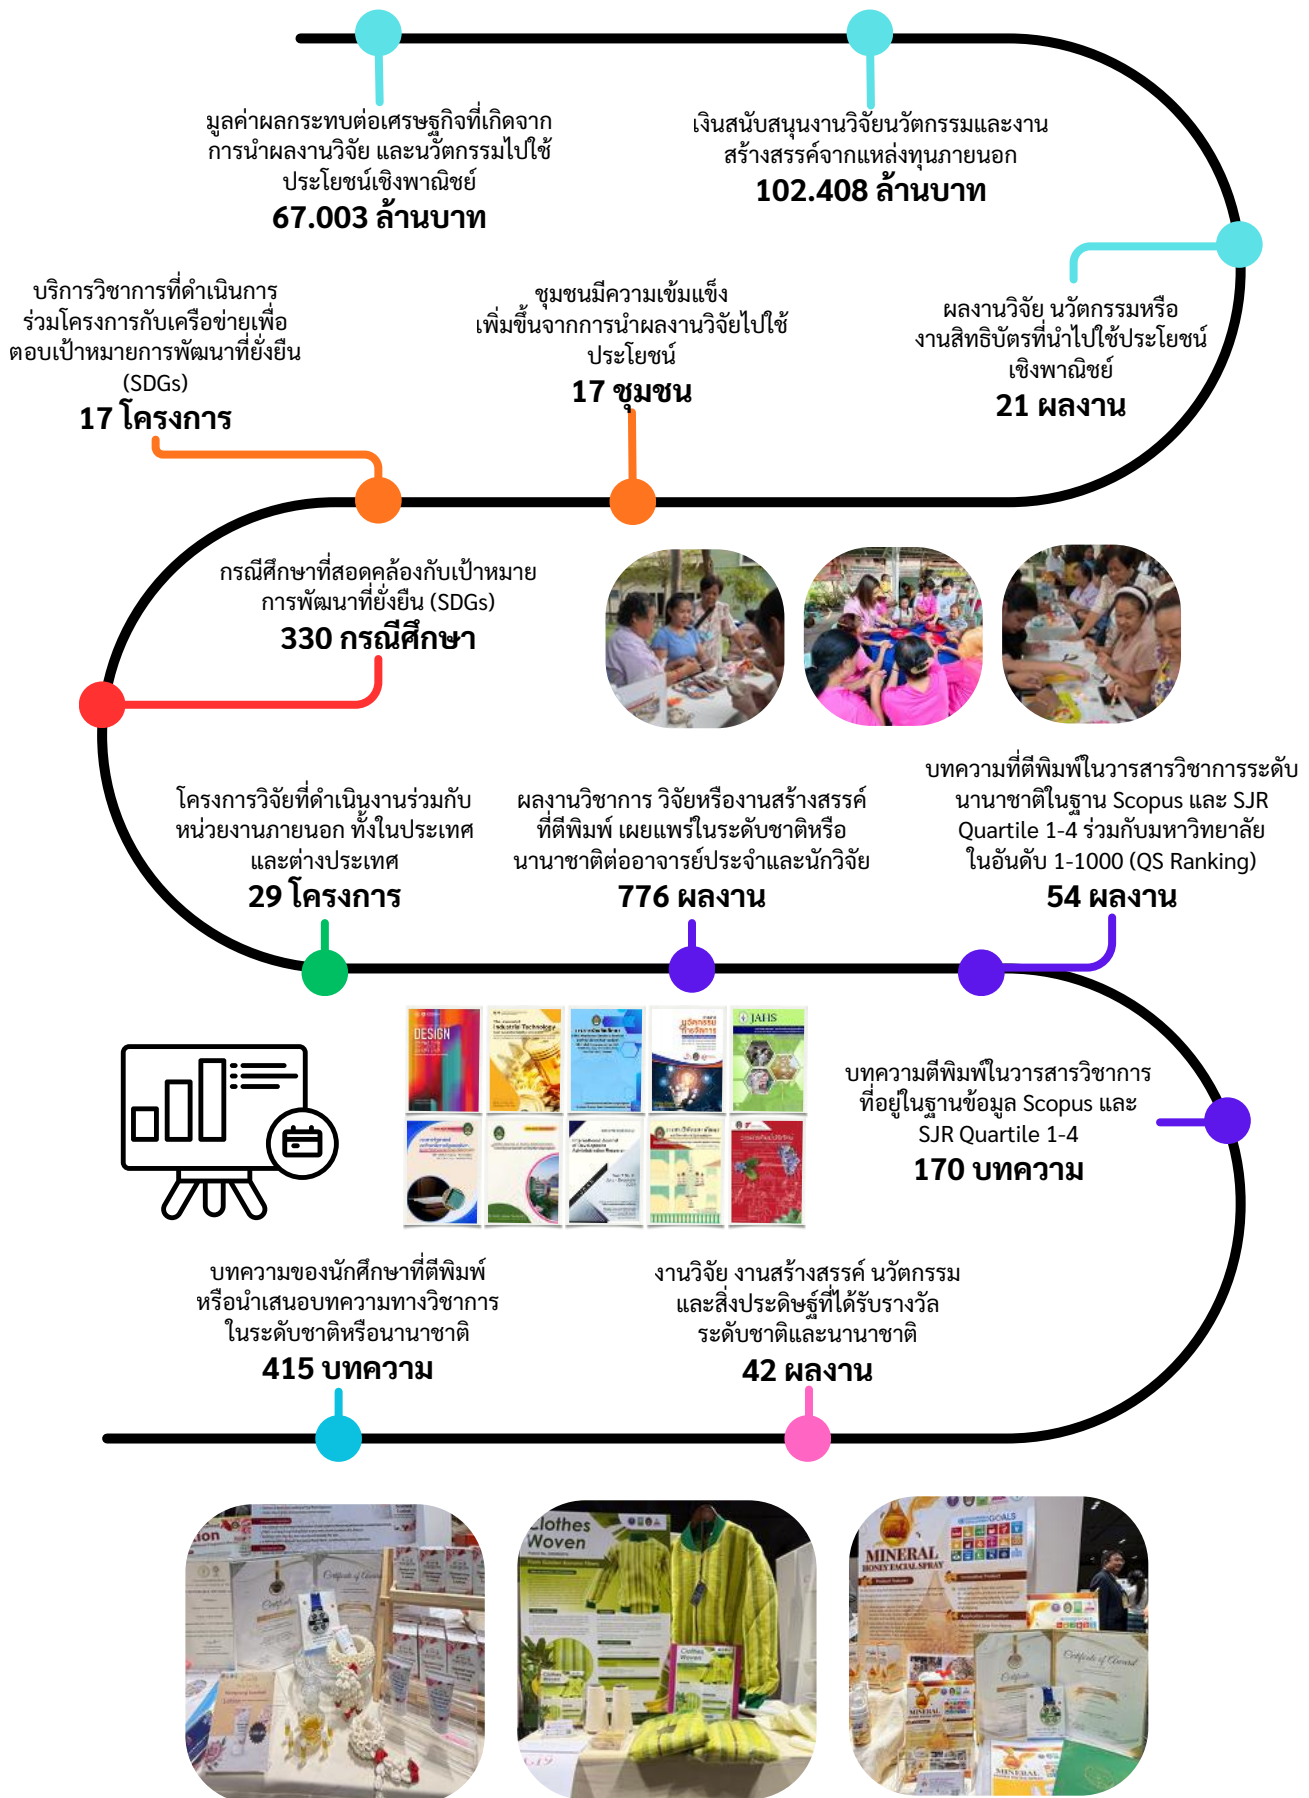 มูลค่าผลกระทบต่อเศรษฐกิจที่เกิดจาก
การนำผลงานวิจัย และนวัตกรรมไปใช้
ประโยชน์เชิงพาณิชย์
67.003 ล้านบาท
เงินสนับสนุนงานวิจัยนวัตกรรมและงาน
สร้างสรรค์จากแหล่งทุนภายนอก
102.408 ล้านบาท
ผลงานวิจัย นวัตกรรมหรือ
งานสิทธิบัตรที่นำไปใช้ประโยชน์
เชิงพาณิชย์
21 ผลงาน
ชุมชนมีความเข้มแข็ง
เพิ่มขึ้นจากการนำผลงานวิจัยไปใช้
ประโยชน์
17 ชุมชน
บริการวิชาการที่ดำเนินการ
ร่วมโครงการกับเครือข่ายเพื่อ
ตอบเป้าหมายการพัฒนาที่ยั่งยืน
(SDGs)
17 โครงการ
กรณีศึกษาที่สอดคล้องกับเป้าหมาย
การพัฒนาที่ยั่งยืน (SDGs)
330 กรณีศึกษา
โครงการวิจัยที่ดำเนินงานร่วมกับ
หน่วยงานภายนอก ทั้งในประเทศ
และต่างประเทศ
29 โครงการ
ผลงานวิชาการ วิจัยหรืองานสร้างสรรค์
ที่ตีพิมพ์ เผยแพร่ในระดับชาติหรือ
นานาชาติต่ออาจารย์ประจำและนักวิจัย
776 ผลงาน
บทความที่ตีพิมพ์ในวารสารวิชาการระดับ
นานาชาติในฐาน Scopus และ SJR
Quartile 1-4 ร่วมกับมหาวิทยาลัย
ในอันดับ 1-1000 (QS Ranking)
54 ผลงาน
บทความตีพิมพ์ในวารสารวิชาการ
ที่อยู่ในฐานข้อมูล Scopus และ
SJR Quartile 1-4
170 บทความ
DESIGN
Industrial Technology
นวัตกรรม
การจัดการ
JAHS
บทความของนักศึกษาที่ตีพิมพ์
หรือนำเสนอบทความทางวิชาการ
ในระดับชาติหรือนานาชาติ
415 บทความ
งานวิจัย งานสร้างสรรค์ นวัตกรรม
และสิ่งประดิษฐ์ที่ได้รับรางวัล
ระดับชาติและนานาชาติ
42 ผลงาน
Certificate of Award
Clothes
Woven
From Golden Banana Fibers
Clothes
Woven
C19
GOALS
MINERAL
HONEY FACIAL SPRAY
Certificate
Certificate of Award
MINERAL
MINERAL